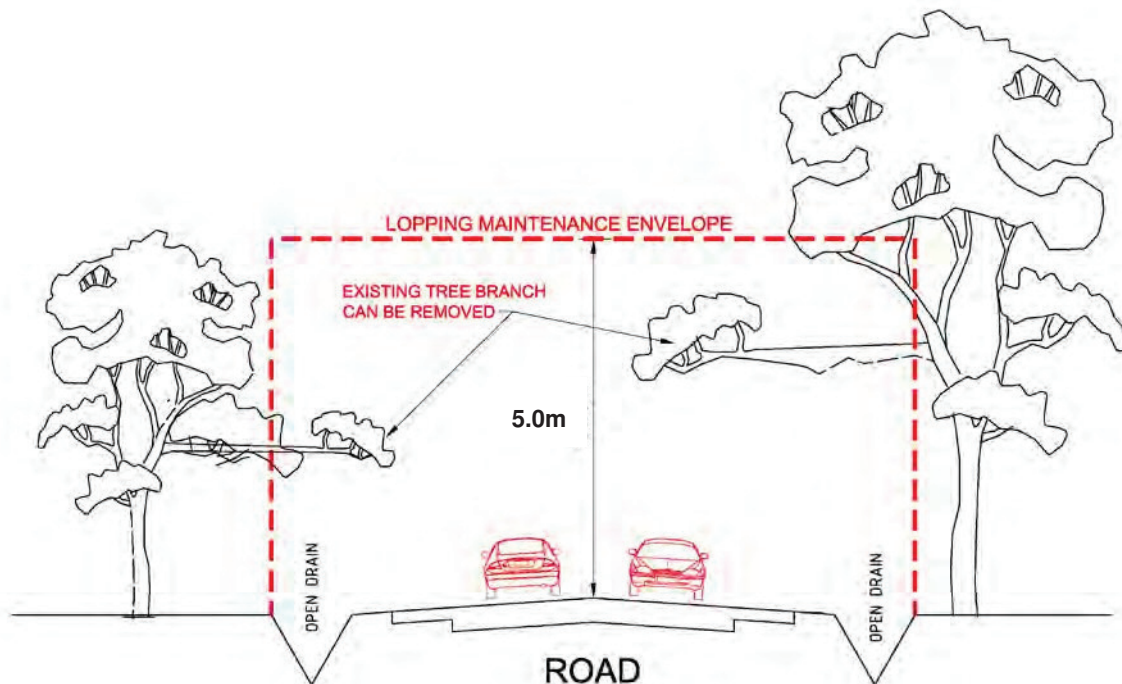 LOPPING MAINTENANCE ENVELOPE
EXISTING TREE BRANCH
CAN BE REMOVED
5.0m
OPEN DRAIN
OPEN DRAIN
ROAD